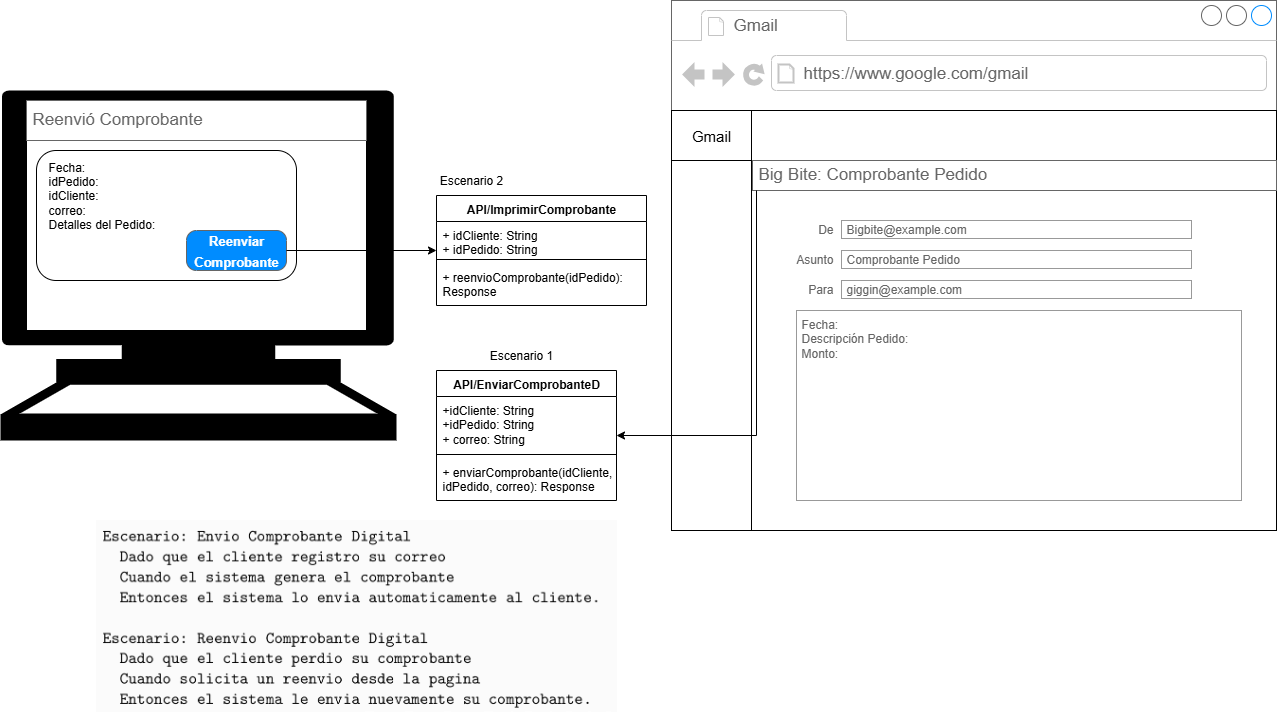 Gmail
https://www.google.com/gmail
Gmail
Big Bite: Comprobante Pedido
De
Bigbite@example.com
Asunto
Comprobante Pedido
Para
giggin@example.com
Fecha:
Descripción Pedido:
Monto:
Reenvió Comprobante
Fecha:
idPedido:
idCliente:
correo:
Detalles del Pedido:
Reenviar
Comprobante
Escenario 2
API/ImprimirComprobante
+ idCliente: String
+ idPedido: String
+ reenvioComprobante(idPedido):
Response
Escenario 1
API/EnviarComprobanteD
+idCliente: String
+idPedido: String
+ correo: String
+ enviarComprobante(idCliente,
idPedido, correo): Response
Escenario: Envio Comprobante Digital
Dado que el cliente registro su correo
Cuando el sistema genera el comprobante
Entonces el sistema lo envia automaticamente al cliente.
Escenario: Reenvio Comprobante Digital
Dado que el cliente perdio su comprobante
Cuando solicita un reenvio desde la pagina
Entonces el sistema le envia nuevamente su comprobante.